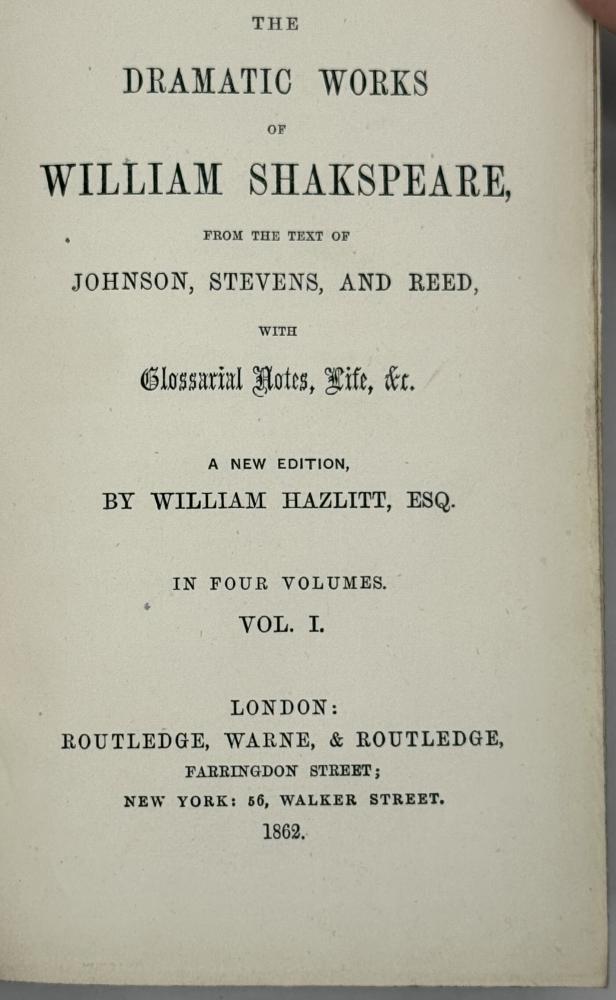 THE
DRAMATIC WORKS
OF
WILLIAM SHAKSPEARE,
FROM THE TEXT OF
JOHNSON, STEVENS, AND REED,
WITH
Glossarial Notes, Life, &c.
A NEW EDITION,
BY WILLIAM HAZLITT, ESQ.
IN FOUR VOLUMES.
VOL. I.
LONDON:
ROUTLEDGE, WARNE, & ROUTLEDGE,
FARRINGDON STREET;
NEW YORK: 56, WALKER STREET.
1862.